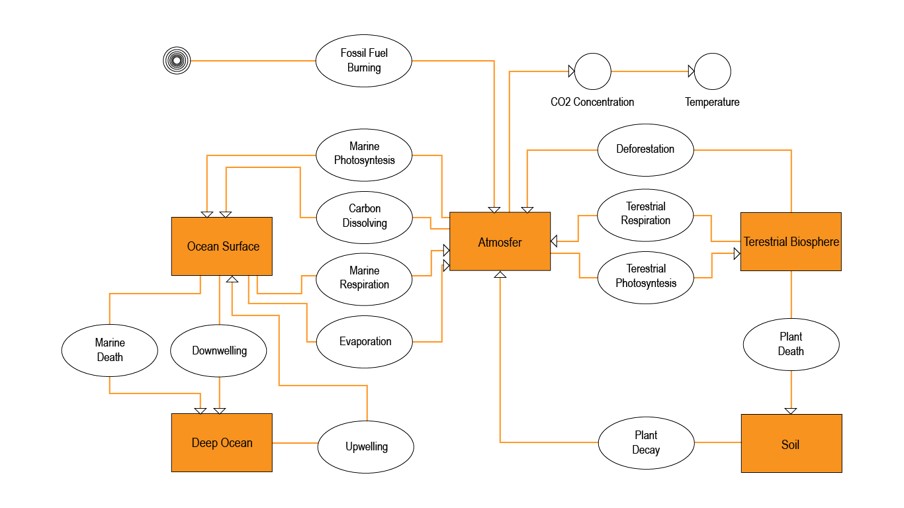 Fossil Fuel
Burning
CO2 Concentration
Temperature
Marine
Photosyntesis
Deforestation
Carbon
Dissolving
Terestrial
Respiration
Ocean Surface
Atmosfer
Terestrial Biosphere
Marine
Respiration
Terestrial
Photosyntesis
Evaporation
Marine
Death
Downwelling
Plant
Death
Deep Ocean
Upwelling
Plant
Decay
Soil